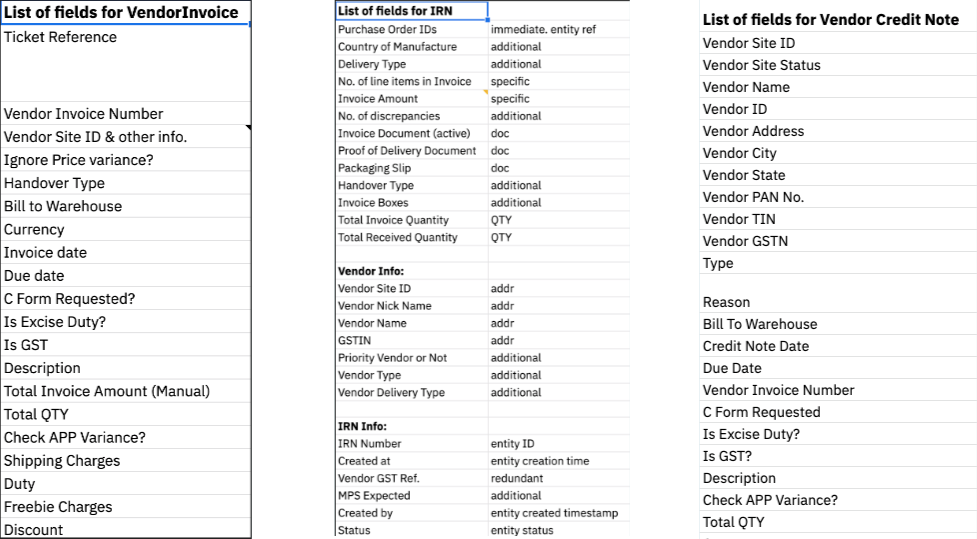 List of fields for VendorInvoice
Ticket Reference
Vendor Invoice Number
Vendor Site ID & other info.
Ignore Price variance?
Handover Type
Bill to Warehouse
Currency
Invoice date
Due date
C Form Requested?
Is Excise Duty?
Is GST
Description
Total Invoice Amount (Manual)
Total QTY
Check APP Variance?
Shipping Charges
Duty
Freebie Charges
Discount
List of fields for IRN
Purchase Order IDs immediate. entity ref
Country of Manufacture additional
Delivery Type additional
No. of line items in Invoice specific
Invoice Amount specific
No. of discrepancies additional
Invoice Document (active) doc
Proof of Delivery Document doc
Packaging Slip doc
Handover Type additional
Invoice Boxes additional
Total Invoice Quantity QTY
Total Received Quantity QTY
Vendor Info:
Vendor Site ID addr
Vendor Nick Name addr
Vendor Name addr
GSTIN addr
Priority Vendor or Not additional
Vendor Type additional
Vendor Delivery Type additional
IRN Info:
IRN Number entity ID
Created at entity creation time
Vendor GST Ref. redundant
MPS Expected additional
Created by entity created timestamp
Status entity status
List of fields for Vendor Credit Note
Vendor Site ID
Vendor Site Status
Vendor Name
Vendor ID
Vendor Address
Vendor City
Vendor State
Vendor PAN No.
Vendor TIN
Vendor GSTN
Type
Reason
Bill To Warehouse
Credit Note Date
Due Date
Vendor Invoice Number
C Form Requested
Is Excise Duty?
Is GST?
Description
Check APP Variance?
Total QTY